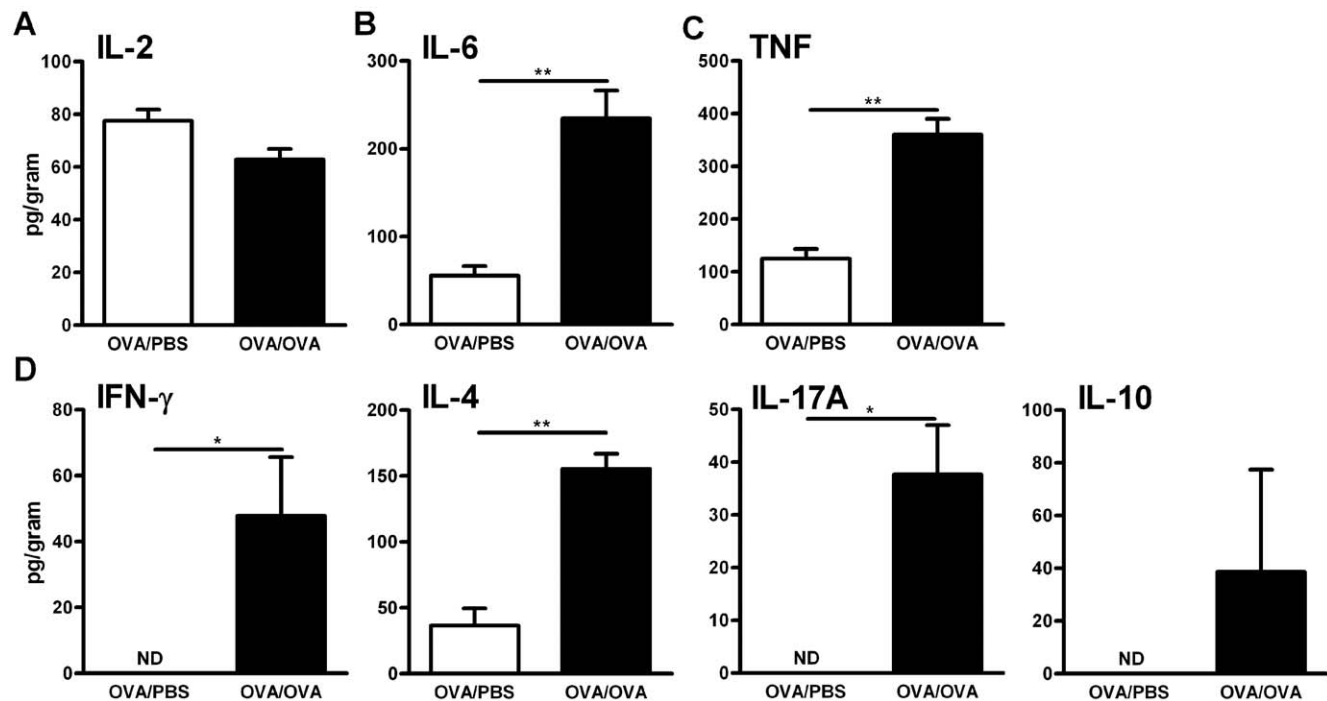 A
IL-2
pg/gram
100
80
60
40
20
0
OVA/PBS OVA/OVA
B
IL-6
300
200
100
0
**
OVA/PBS OVA/OVA
C
TNF
500
400
300
200
100
0
**
OVA/PBS OVA/OVA
D
IFN-γ
pg/gram
80
60
40
20
0
*
ND
OVA/PBS OVA/OVA
IL-4
200
150
100
50
0
**
OVA/PBS OVA/OVA
IL-17A
50
40
30
20
10
0
*
ND
OVA/PBS OVA/OVA
IL-10
100
80
60
40
20
0
ND
OVA/PBS OVA/OVA